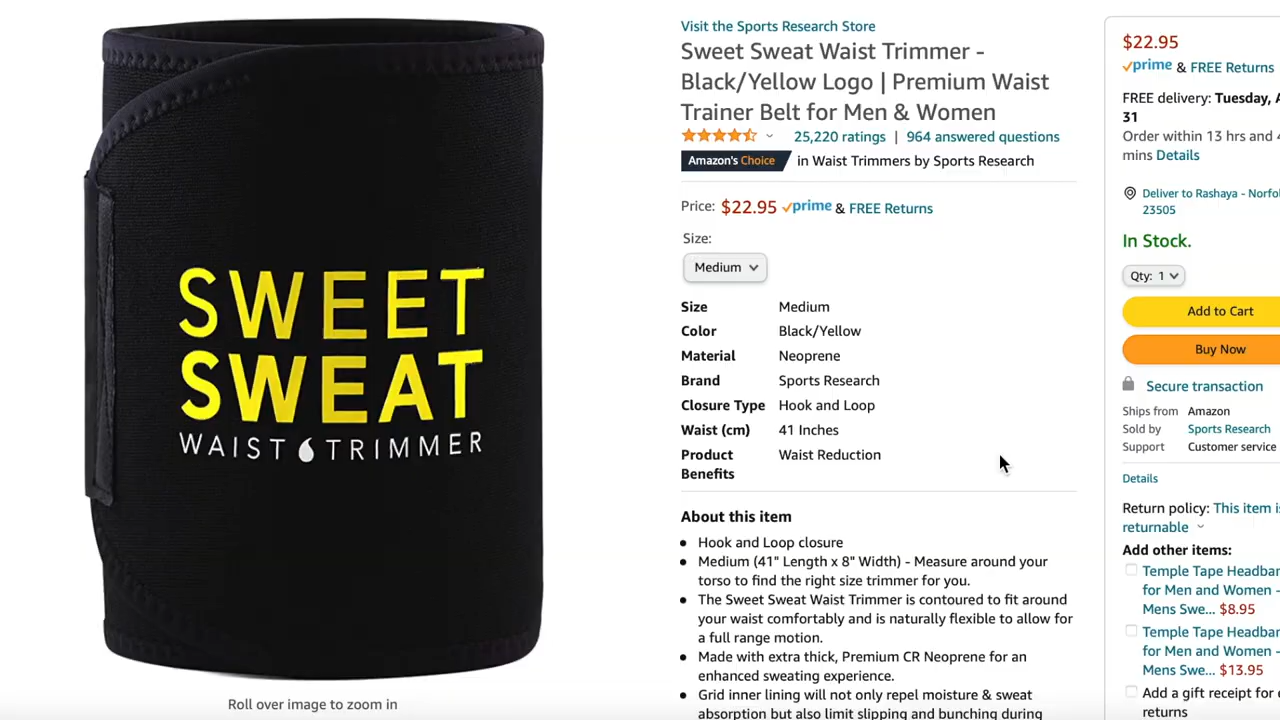 SWEET
SWEAT
WAIST TRIMMER
Roll over image to zoom in
Visit the Sports Research Store
Sweet Sweat Waist Trimmer -
Black/Yellow Logo | Premium Waist
Trainer Belt for Men & Women
25,220 ratings | 964 answered questions
Amazon's Choice in Waist Trimmers by Sports Research
Price: $22.95 prime & FREE Returns
Size:
Medium
Size Medium
Color Black/Yellow
Material Neoprene
Brand Sports Research
Closure Type Hook and Loop
Waist (cm) 41 Inches
Product Waist Reduction
Benefits
About this item
Hook and Loop closure
Medium (41" Length x 8" Width) - Measure around your
torso to find the right size trimmer for you.
The Sweet Sweat Waist Trimmer is contoured to fit around
your waist comfortably and is naturally flexible to allow for
a full range motion.
Made with extra thick, Premium CR Neoprene for an
enhanced sweating experience.
Grid inner lining will not only repel moisture & sweat
absorption but also limit slipping and bunching during
$22.95
prime & FREE Returns
FREE delivery: Tuesday, A
31
Order within 13 hrs and
mins Details
Deliver to Rashaya - Norfol
23505
In Stock.
Qty: 1
Add to Cart
Buy Now
Secure transaction
Ships from Amazon
Sold by Sports Research
Support Customer service
Details
Return policy: This item is
returnable
Add other items:
Temple Tape Headban
for Men and Women -
Mens Swe... $8.95
Temple Tape Headban
for Men and Women -
Mens Swe... $13.95
Add a gift receipt for e
returns